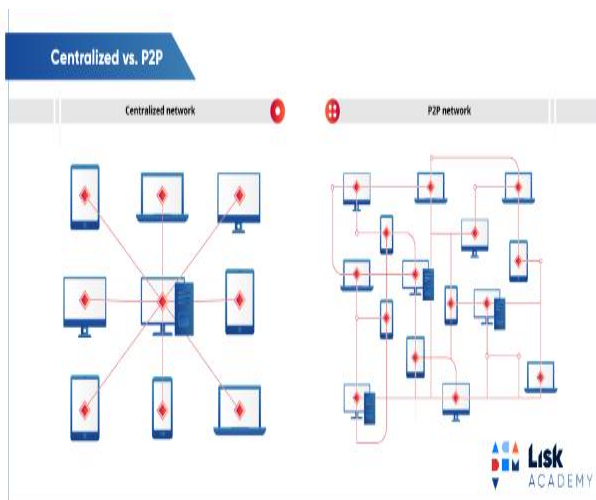 Centralized vs. P2P
Centralized network
P2P network
Lisk
ACADEMY